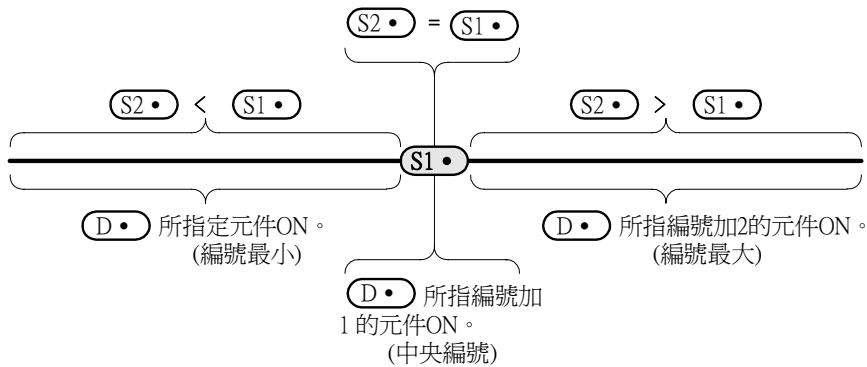 S2• = S1•
S2• < S1•
S2• > S1•
S1•
D• 所指定元件ON。
(編號最小)
D• 所指編號加2的元件ON。
(編號最大)
D• 所指編號加
1 的元件ON。
(中央編號)